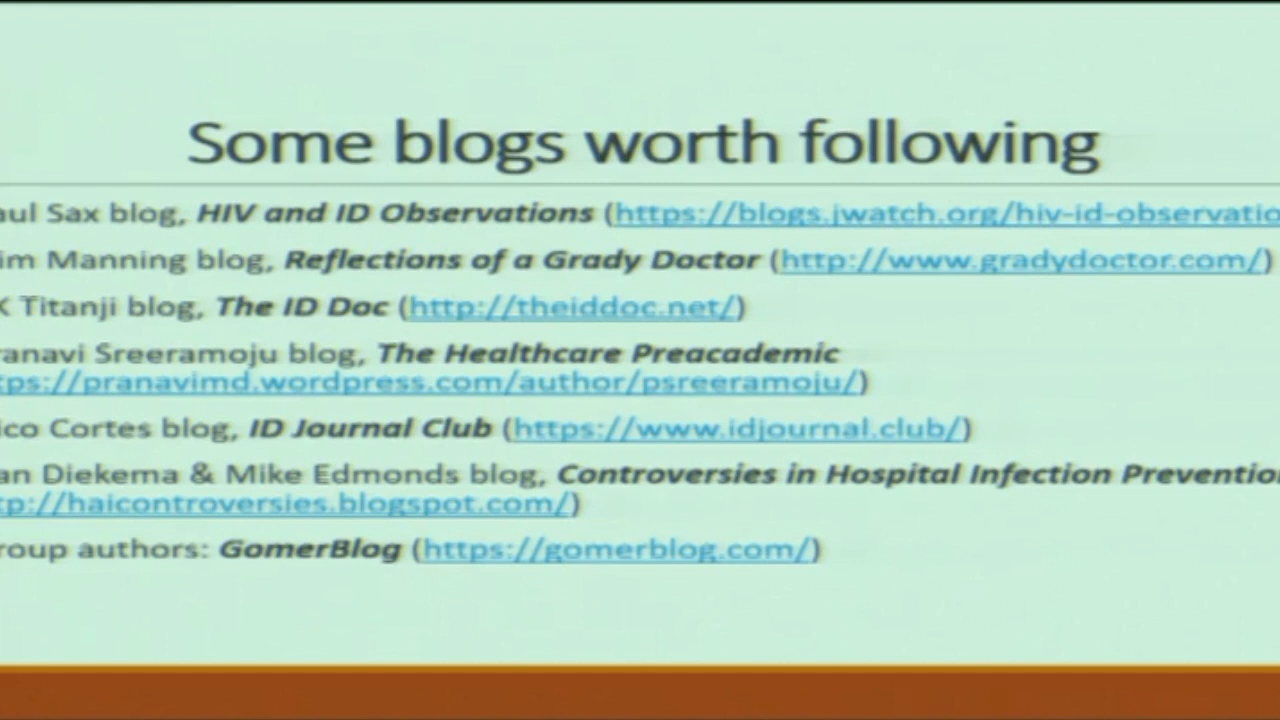 Some blogs worth following
aul Sax blog, HIV and ID Observations (https://blogs.jwatch.org/hiv-id-observatio
im Manning blog, Reflections of a Grady Doctor (http://www.gradydoctor.com/)
K Titanji blog, The ID Doc (http://theiddoc.net/)
ranavi Sreeramoju blog, The Healthcare Preacademic
tps://pranavimd.wordpress.com/author/psreeramoju/)
ico Cortes blog, ID Journal Club (https://www.idjournal.club/)
an Diekema & Mike Edmonds blog, Controversies in Hospital Infection Prevention
tp://haicontroversies.blogspot.com/)
roup authors: GomerBlog (https://gomerblog.com/)